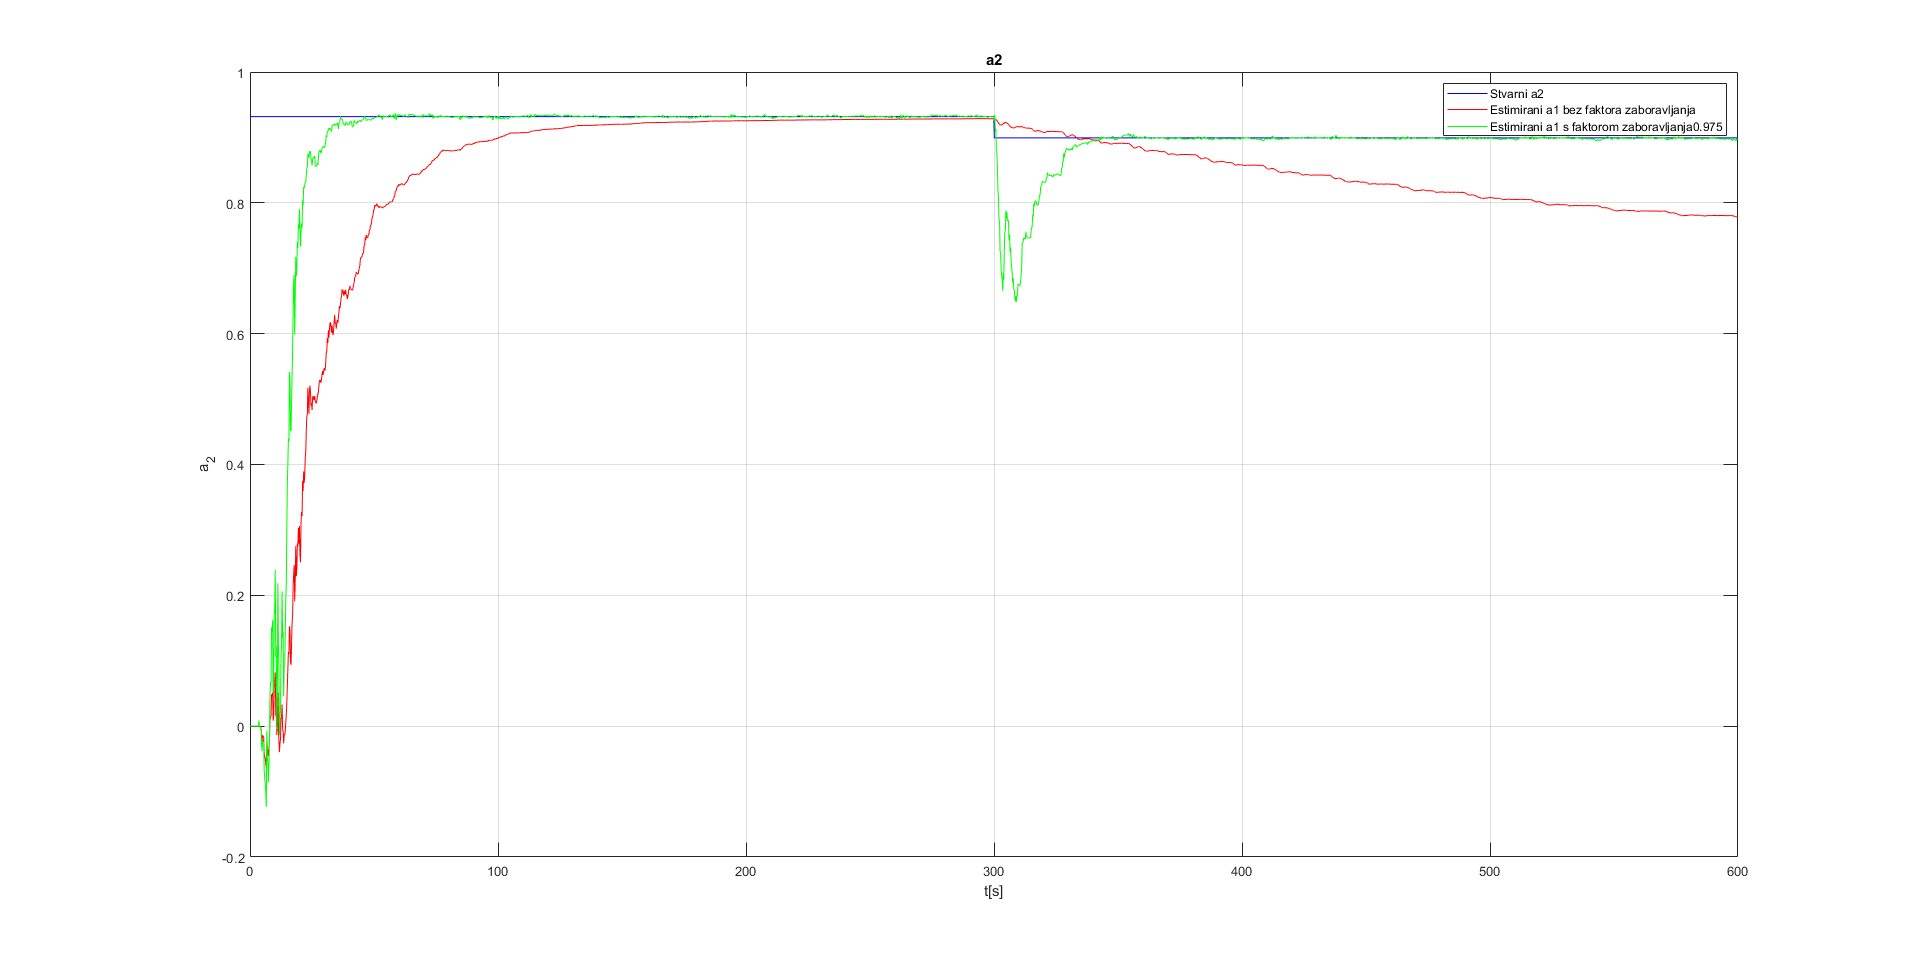 a2
Stvarni a2
Estimirani a1 bez faktora zaboravljanja
Estimirani a1 s faktorom zaboravljanja0.975
1
0.8
0.6
0.4
0.2
0
-0.2
a2
0 100 200 300 400 500 600
t[s]